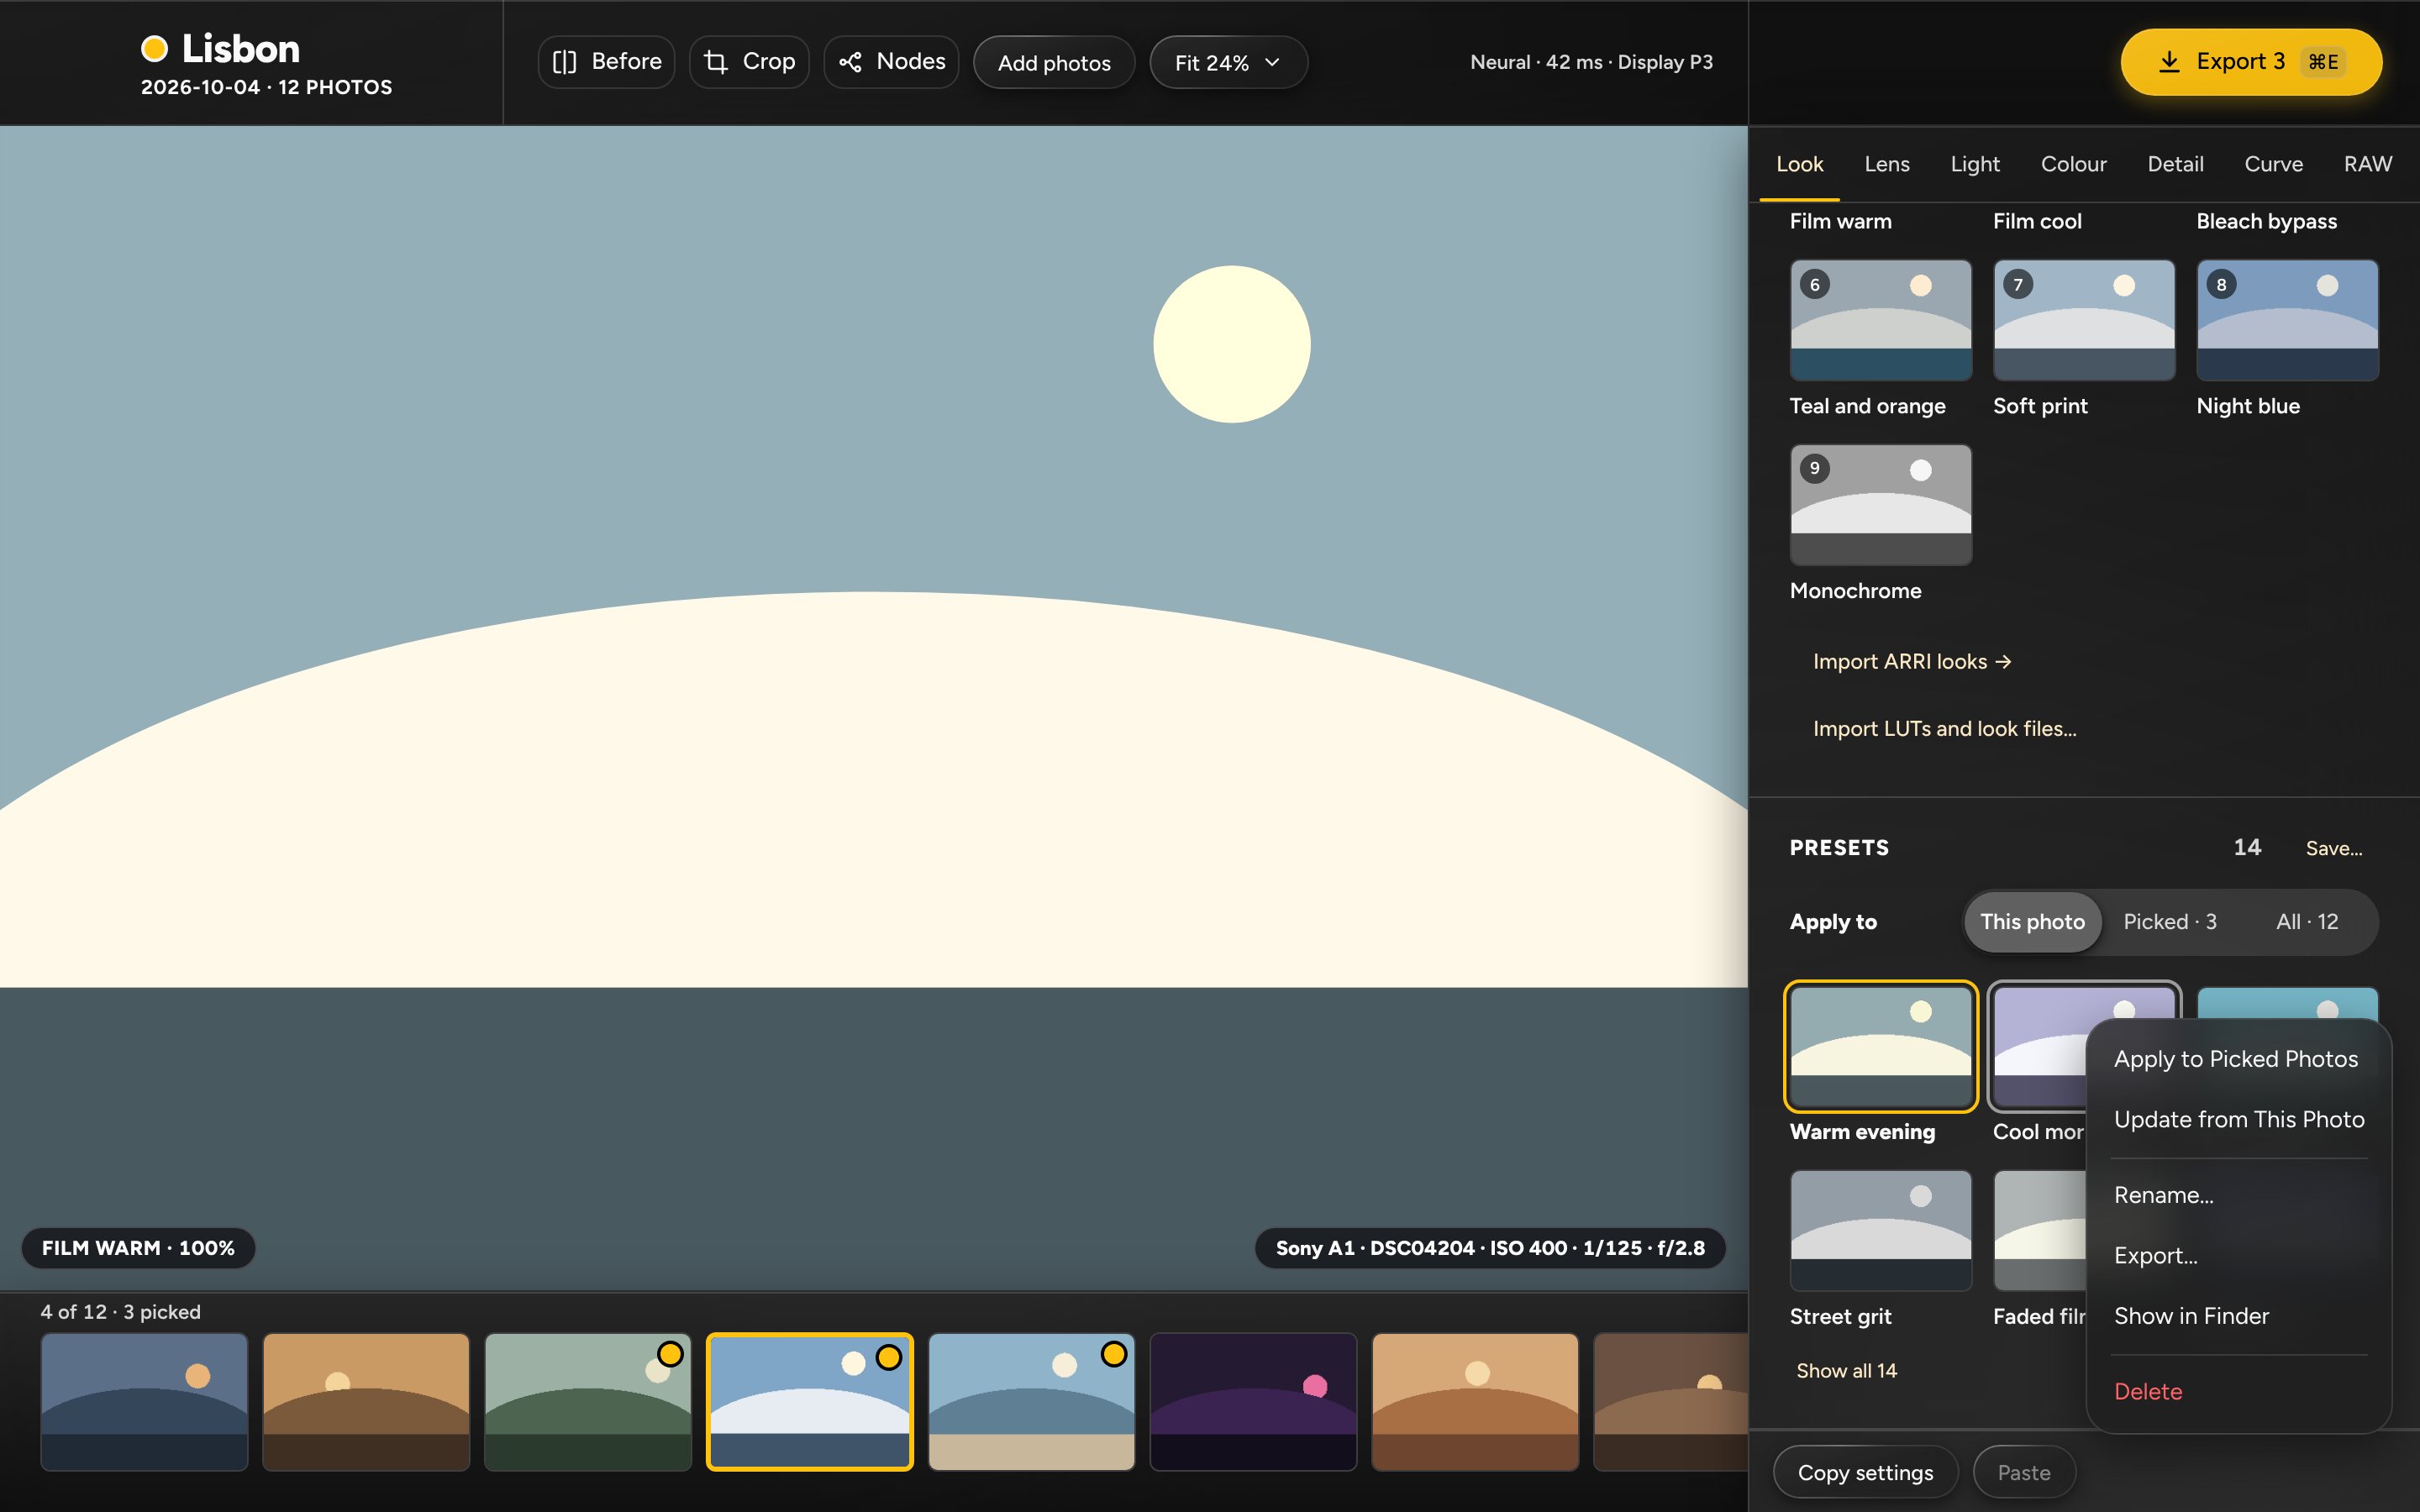 Lisbon
2026-10-04 · 12 PHOTOS
Before
Crop
Nodes
Add photos
Fit 24%
Neural · 42 ms · Display P3
Export 3 ⌘E
Look
Lens
Light
Colour
Detail
Curve
RAW
Film warm
Film cool
Bleach bypass
6
7
8
Teal and orange
Soft print
Night blue
9
Monochrome
Import ARRI looks →
Import LUTs and look files…
PRESETS
14
Save…
Apply to
This photo
Picked · 3
All · 12
Warm evening
Cool mor
Street grit
Faded film
Show all 14
Apply to Picked Photos
Update from This Photo
Rename…
Export…
Show in Finder
Delete
FILM WARM · 100%
Sony A1 · DSC04204 · ISO 400 · 1/125 · f/2.8
4 of 12 · 3 picked
Copy settings
Paste